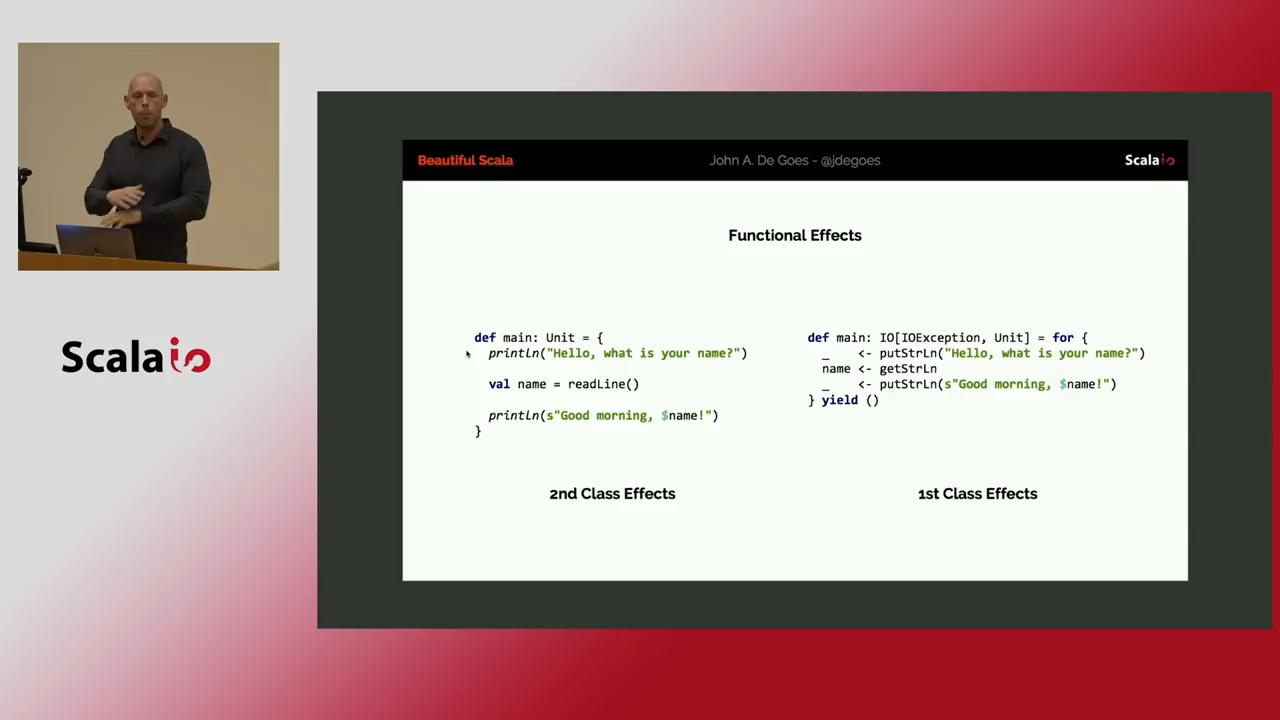 Beautiful Scala
John A. De Goes - @jdegoes
Scala io
Functional Effects
def main: Unit = {
println("Hello, what is your name?")
val name = readLine()
println(s"Good morning, $name!")
}
2nd Class Effects
def main: IO[IOException, Unit] = for {
_ <- putStrLn("Hello, what is your name?")
name <- getStrLn
_ <- putStrLn(s"Good morning, $name!")
} yield ()
1st Class Effects
Scala io